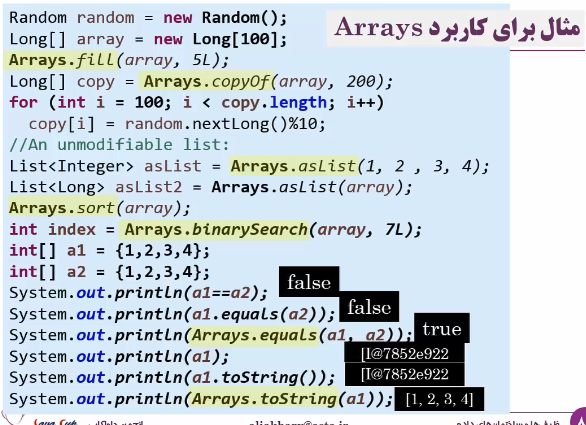 مثال برای کاربرد Arrays
Random random = new Random();
Long[] array = new Long[100];
Arrays.fill(array, 5L);
Long[] copy = Arrays.copyOf(array, 200);
for (int i = 100; i < copy.length; i++)
copy[i] = random.nextLong()%10;
//An unmodifiable list:
List<Integer> asList = Arrays.asList(1, 2 , 3, 4);
List<Long> asList2 = Arrays.asList(array);
Arrays.sort(array);
int index = Arrays.binarySearch(array, 7L);
int[] a1 = {1,2,3,4};
int[] a2 = {1,2,3,4};
System.out.println(a1==a2); false
System.out.println(a1.equals(a2)); false
System.out.println(Arrays.equals(a1, a2)); true
System.out.println(a1); [I@7852e922
System.out.println(a1.toString()); [I@7852e922
System.out.println(Arrays.toString(a1)); [1, 2, 3, 4]